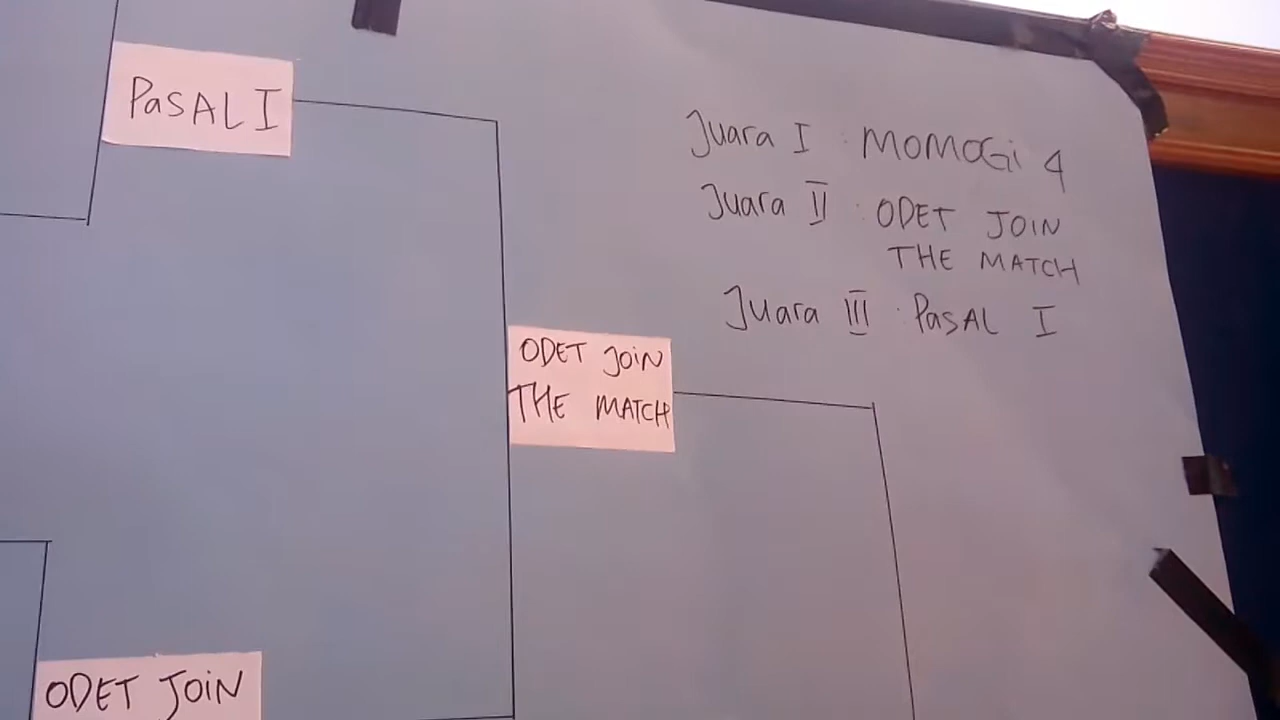 PasAL I
Juara I : MOMOGi 4
Juara II : ODET JOIN
THE MATCH
Juara III : PasAL I
ODET JOiN
THE MATCH
ODET JOiN